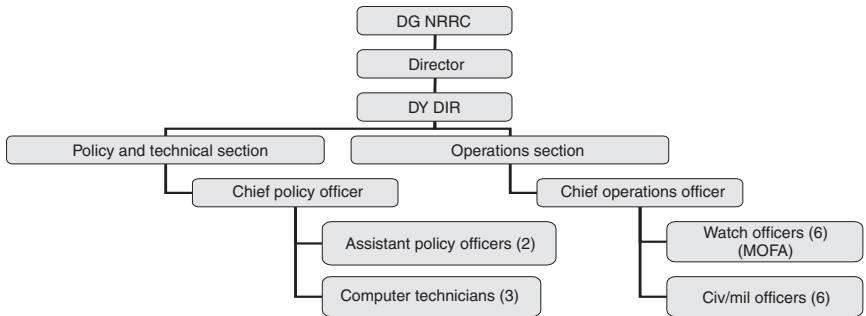 DG NRRC
Director
DY DIR
Policy and technical section
Operations section
Chief policy officer
Chief operations officer
Assistant policy officers (2)
Watch officers (6)
(MOFA)
Computer technicians (3)
Civ/mil officers (6)